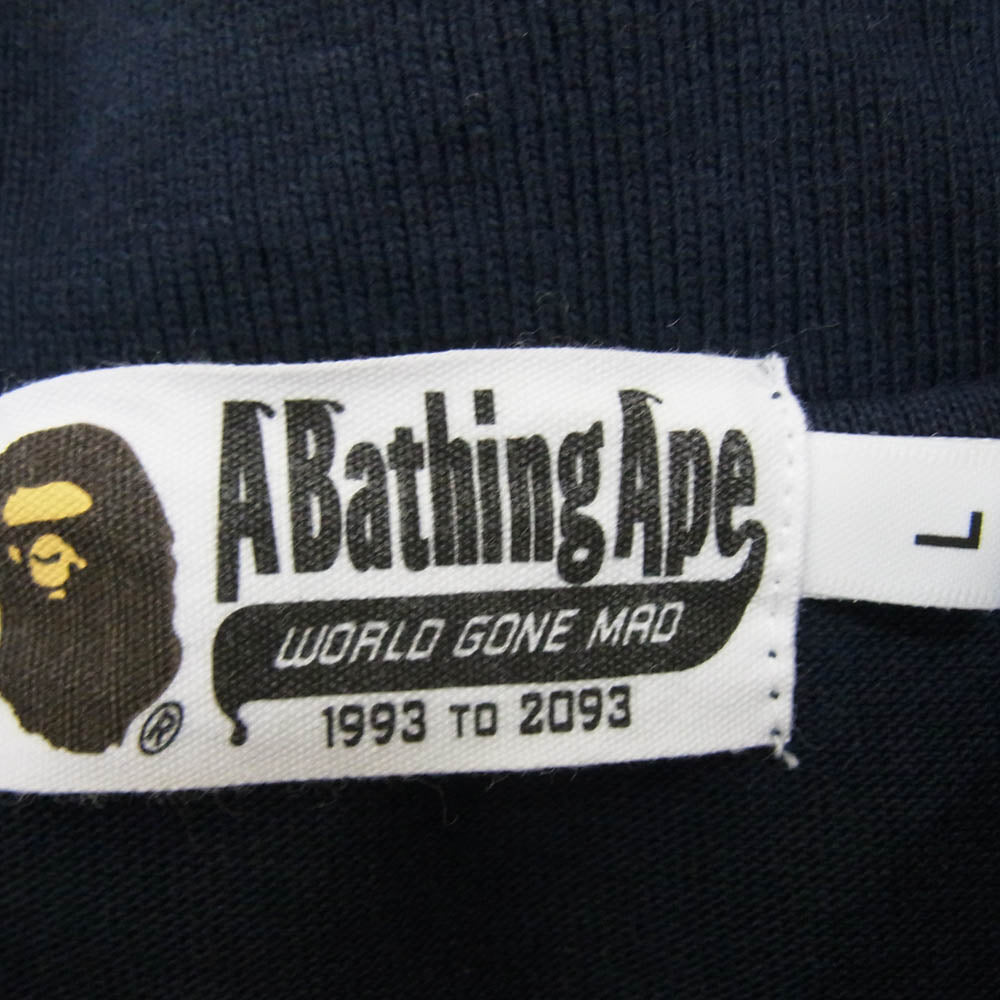 A Bathing Ape
WORLD GONE MAD
1993 TO 2093
®
L